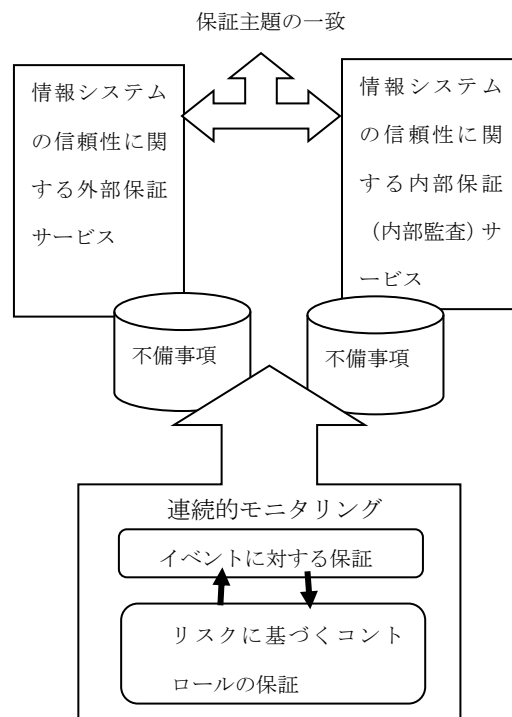 保証主題の一致
情報システム
の信頼性に関
する外部保証
サービス
情報システム
の信頼性に関
する内部保証
（内部監査）サ
ービス
不備事項
不備事項
連続的モニタリング
イベントに対する保証
リスクに基づくコント
ロールの保証